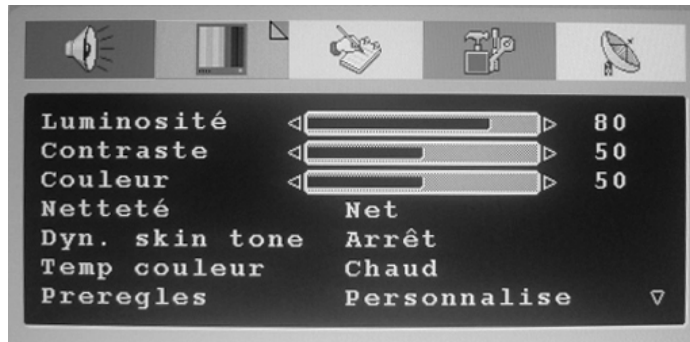 Luminosité 80
Contraste 50
Couleur 50
Netteté Net
Dyn. skin tone Arrêt
Temp couleur Chaud
Preregles Personnalise